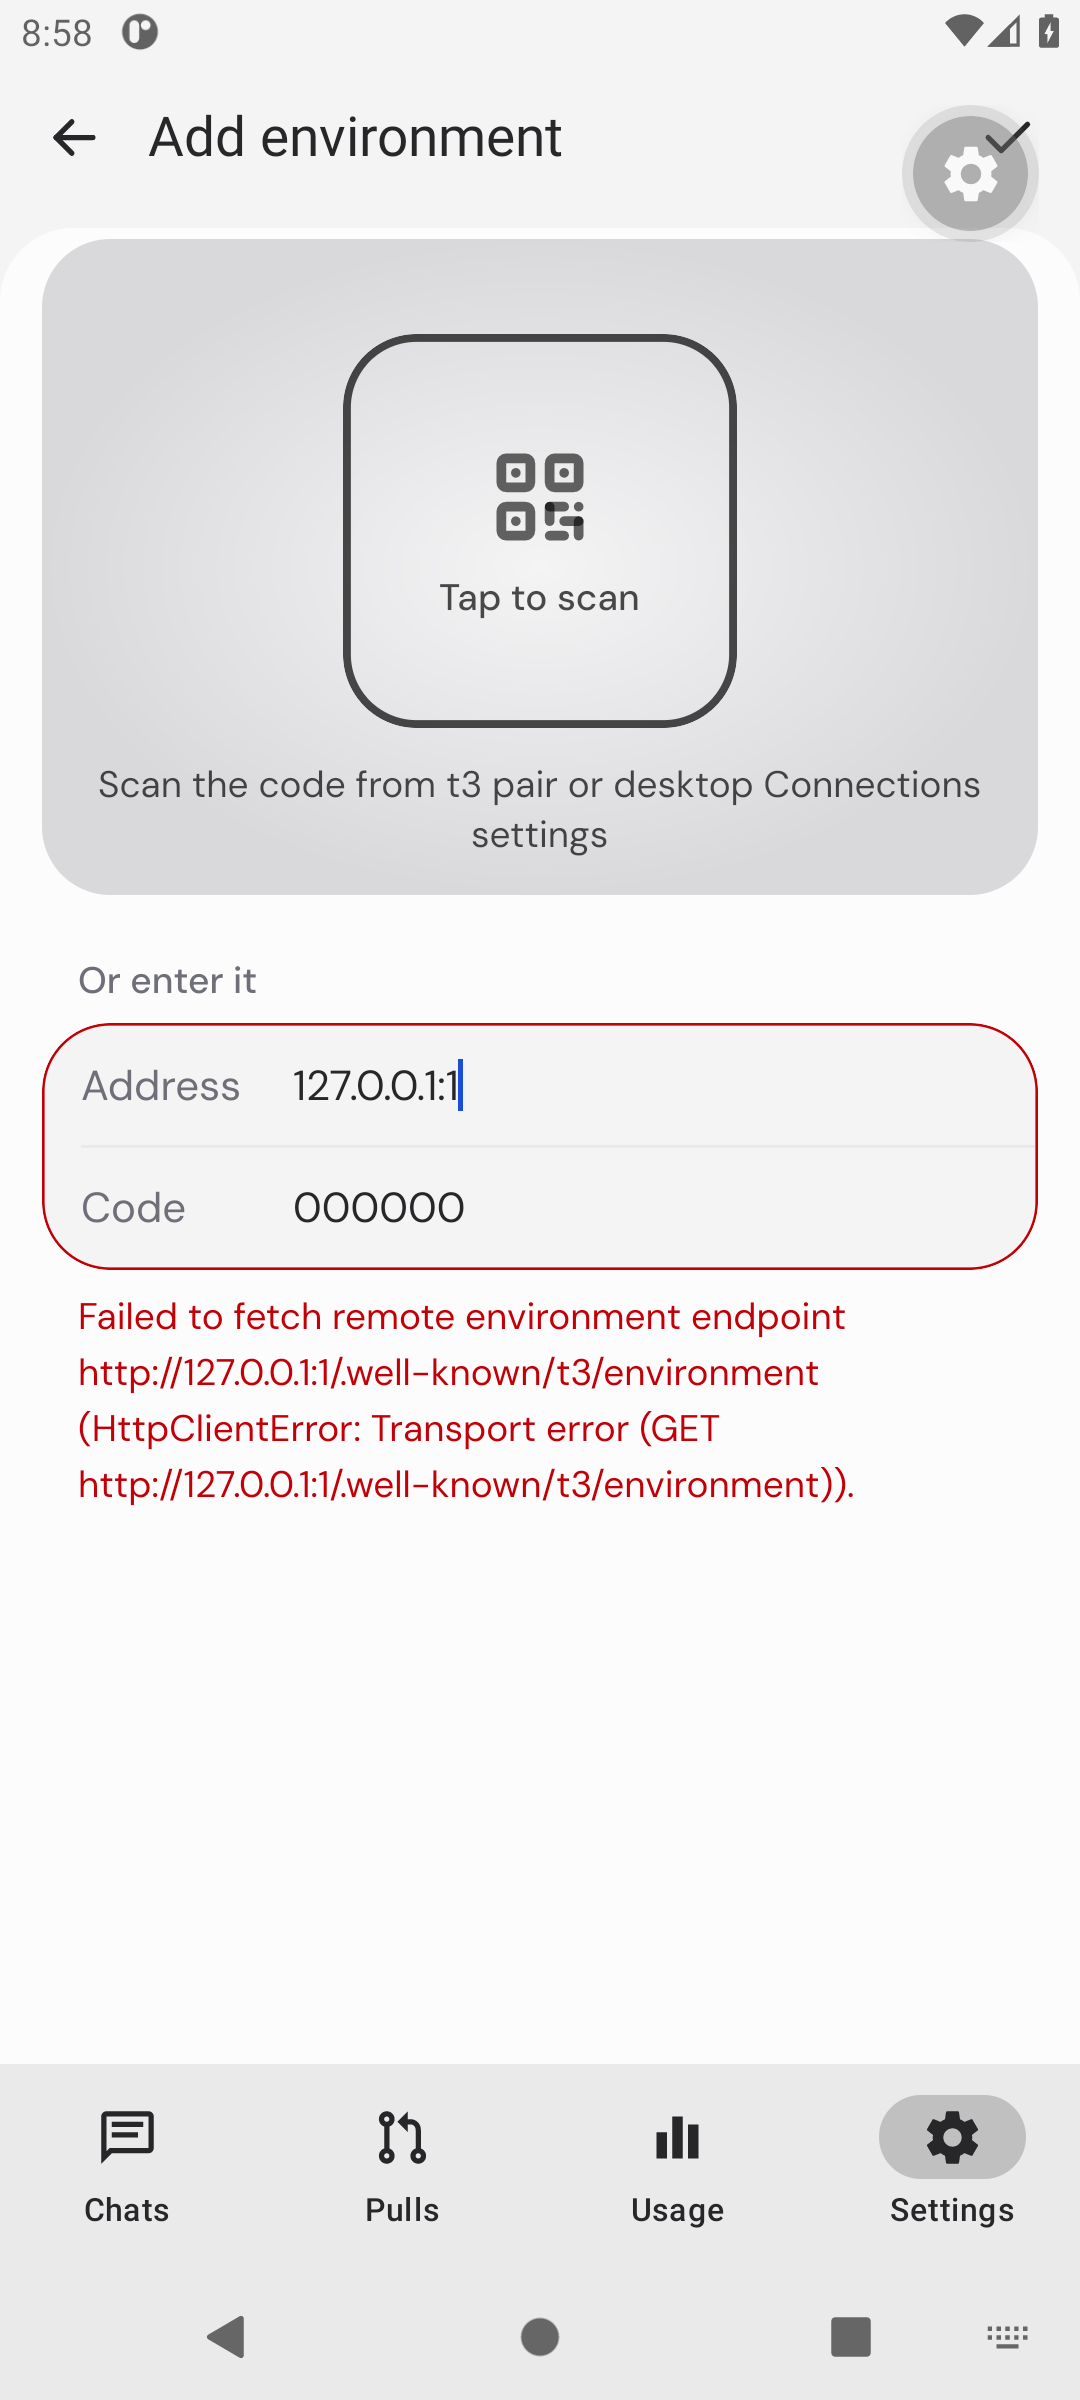 8:58
Add environment
Tap to scan
Scan the code from t3 pair or desktop Connections
settings
Or enter it
Address 127.0.0.1:1
Code 000000
Failed to fetch remote environment endpoint
http://127.0.0.1:1/.well-known/t3/environment
(HttpClientError: Transport error (GET
http://127.0.0.1:1/.well-known/t3/environment)).
Chats Pulls Usage Settings